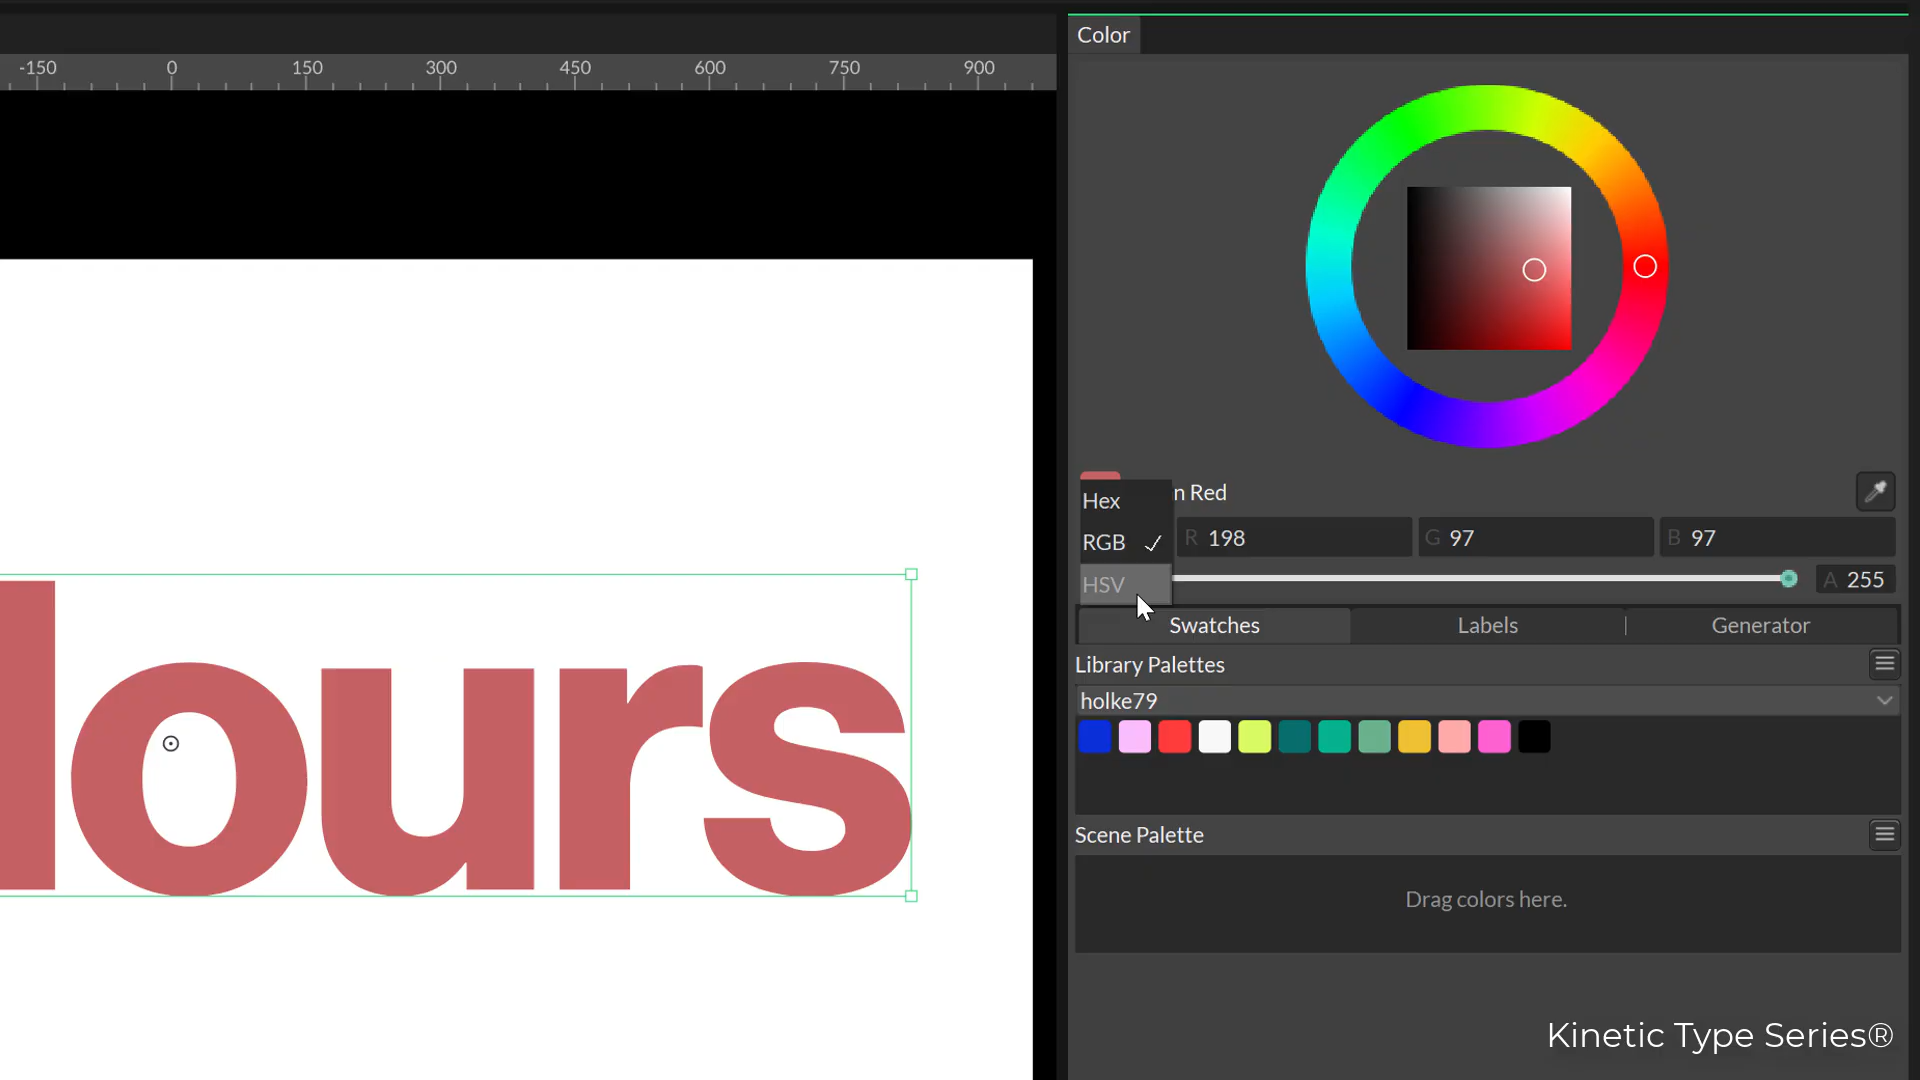 Color
-150 0 150 300 450 600 750 900
n Red
Hex
RGB
HSV
R 198 G 97 B 97
A 255
Swatches Labels Generator
Library Palettes
holke79
lours
Scene Palette
Drag colors here.
Kinetic Type Series®